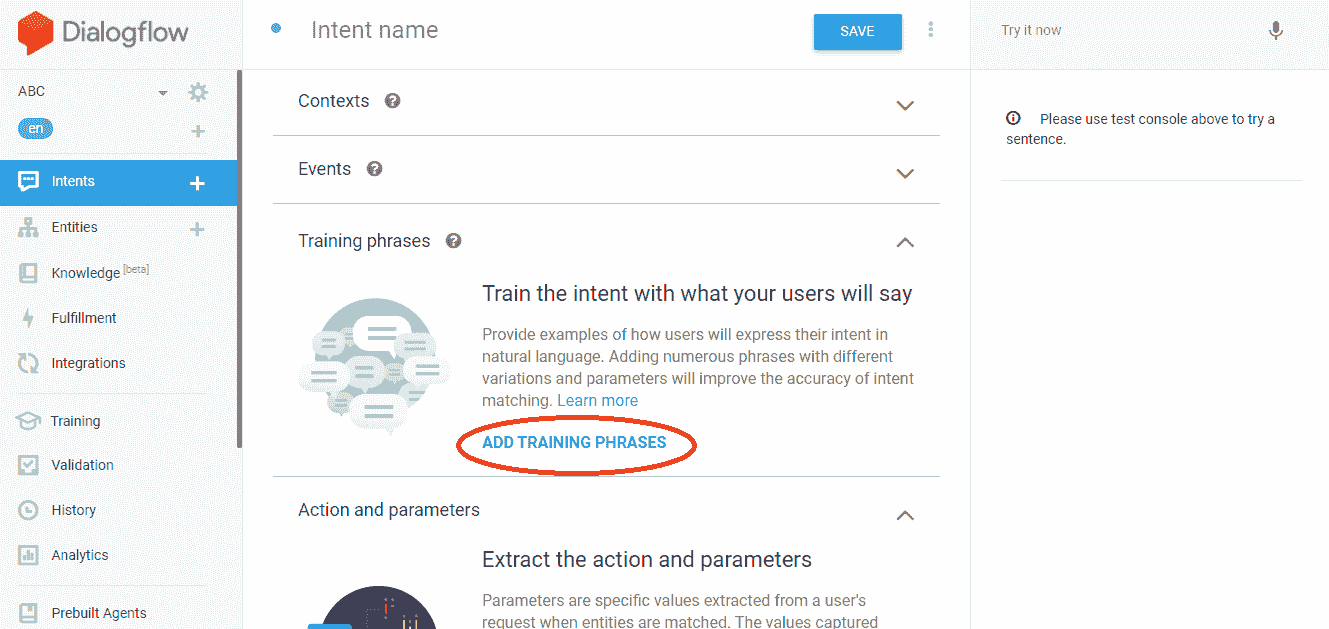 Dialogflow
ABC
en
Intents
Entities
Knowledge [beta]
Fulfillment
Integrations
Training
Validation
History
Analytics
Prebuilt Agents
Intent name
SAVE
Contexts ?
Events ?
Training phrases ?
Train the intent with what your users will say
Provide examples of how users will express their intent in
natural language. Adding numerous phrases with different
variations and parameters will improve the accuracy of intent
matching. Learn more
ADD TRAINING PHRASES
Action and parameters
Extract the action and parameters
Parameters are specific values extracted from a user's
request when entities are matched. The values captured
Try it now
Please use test console above to try a
sentence.